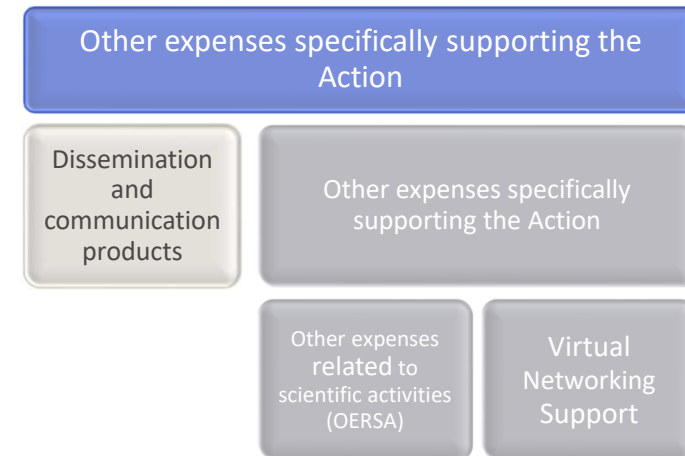 Other expenses specifically supporting the
Action
Dissemination
and
communication
products
Other expenses specifically
supporting the Action
Other expenses
related to
scientific activities
(OERSA)
Virtual
Networking
Support